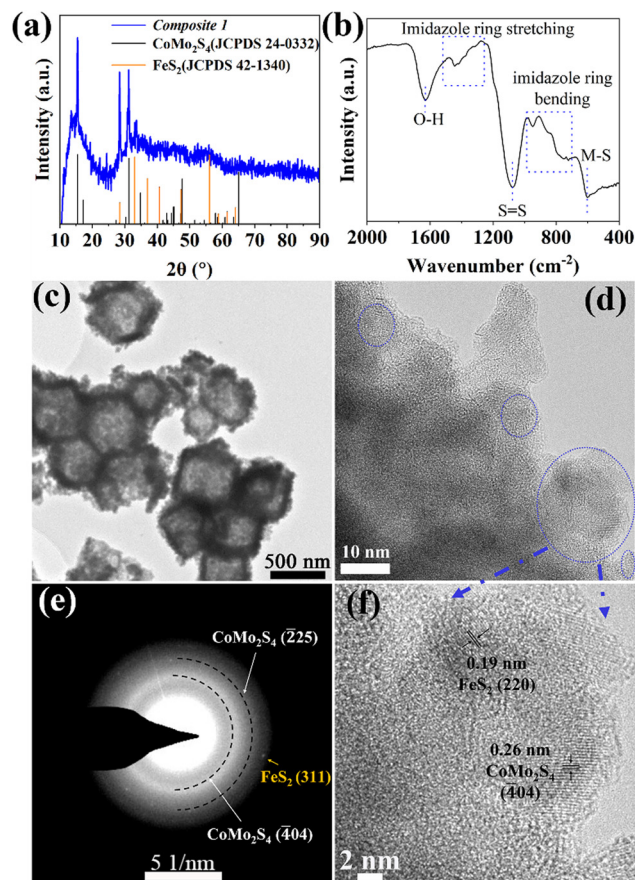 (a)
Composite 1
CoMo₂S₄(JCPDS 24-0332)
FeS₂(JCPDS 42-1340)
Intensity (a.u.)
10 20 30 40 50 60 70 80 90
2θ (°)
(b)
Imidazole ring stretching
imidazole ring
bending
O-H
M-S
S=S
Intensity (a.u.)
2000 1600 1200 800 400
Wavenumber (cm⁻²)
(c)
500 nm
(d)
10 nm
(e)
CoMo₂S₄ (2̅25)
FeS₂ (311)
CoMo₂S₄ (4̅04)
5 1/nm
(f)
0.19 nm
FeS₂ (220)
0.26 nm
CoMo₂S₄
(4̅04)
2 nm